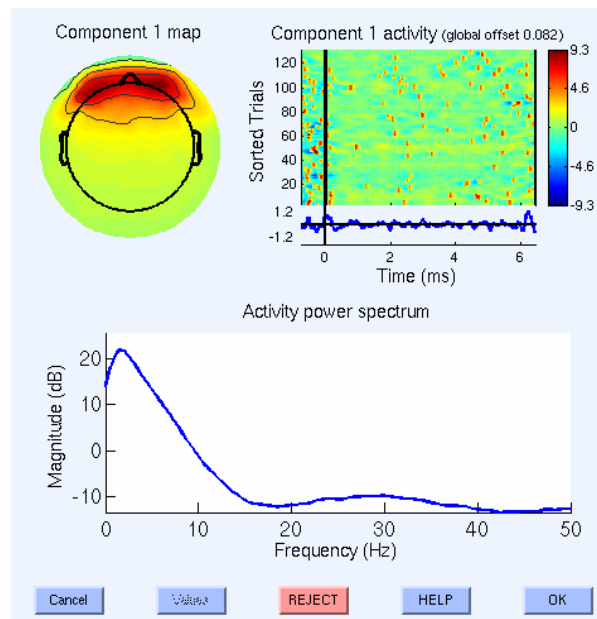 Component 1 map
Component 1 activity (global offset 0.082)
120
100
80
60
40
20
Sorted Trials
9.3
4.6
0
-4.6
-9.3
1.2
-1.2
0 2 4 6
Time (ms)
Activity power spectrum
20
10
0
-10
Magnitude (dB)
0 10 20 30 40 50
Frequency (Hz)
Cancel Values REJECT HELP OK